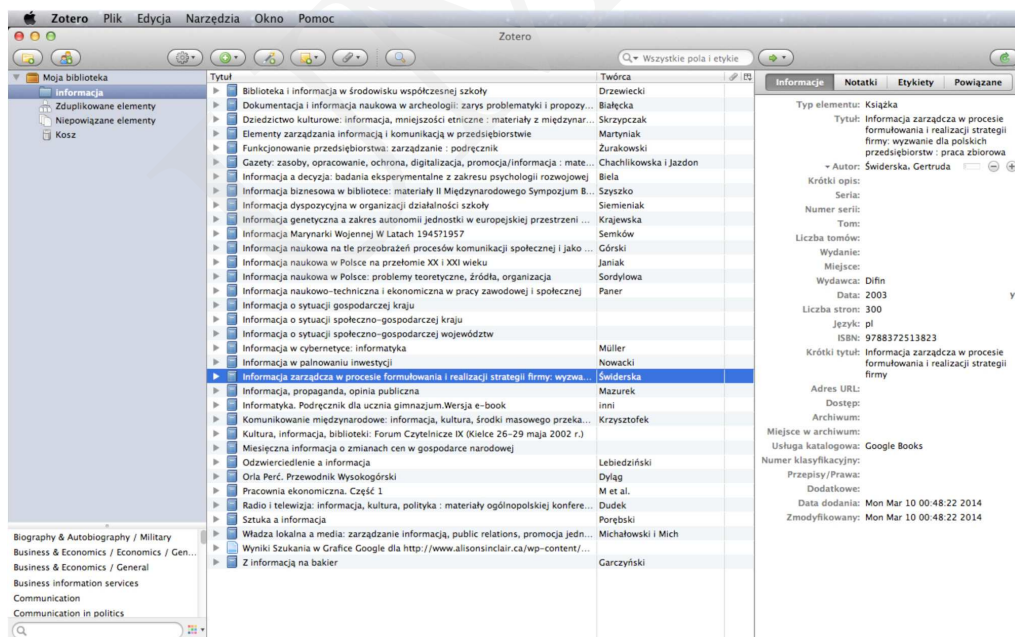 Zotero Plik Edycja Narzędzia Okno Pomoc
Zotero
Wszystkie pola i etykie
Moja biblioteka
informacja
Zduplikowane elementy
Niepowiązane elementy
Kosz
Tytuł Twórca
Biblioteka i informacja w środowisku współczesnej szkoły Drzewiecki
Dokumentacja i informacja naukowa w archeologii: zarys problematyki i propozy... Białęcka
Dziedzictwo kulturowe: informacja, mniejszości etniczne : materiały z międzynar... Skrzypczak
Elementy zarządzania informacją i komunikacją w przedsiębiorstwie Martyniak
Funkcjonowanie przedsiębiorstwa: zarządzanie : podręcznik Żurakowski
Gazety: zasoby, opracowanie, ochrona, digitalizacja, promocja/informacja : mate... Chachlikowska i Jazdon
Informacja a decyzja: badania eksperymentalne z zakresu psychologii rozwojowej Biela
Informacja biznesowa w bibliotece: materiały II Międzynarodowego Sympozjum B... Szyszko
Informacja dyspozycyjna w organizacji działalności szkoły Siemieniak
Informacja genetyczna a zakres autonomii jednostki w europejskiej przestrzeni ... Krajewska
Informacja Marynarki Wojennej W Latach 1945?1957 Semków
Informacja naukowa na tle przeobrażeń procesów komunikacji społecznej i jako ... Górski
Informacja naukowa w Polsce na przełomie XX i XXI wieku Janiak
Informacja naukowa w Polsce: problemy teoretyczne, źródła, organizacja Sordylowa
Informacja naukowo-techniczna i ekonomiczna w pracy zawodowej i społecznej Paner
Informacja o sytuacji gospodarczej kraju
Informacja o sytuacji społeczno-gospodarczej kraju
Informacja o sytuacji społeczno-gospodarczej województw
Informacja w cybernetyce: informatyka Müller
Informacja w palnowaniu inwestycji Nowacki
Informacja zarządcza w procesie formułowania i realizacji strategii firmy: wyzwa... Świderska
Informacja, propaganda, opinia publiczna Mazurek
Informatyka. Podręcznik dla ucznia gimnazjum.Wersja e-book inni
Komunikowanie międzynarodowe: informacja, kultura, środki masowego przeka... Krzysztofek
Kultura, informacja, biblioteki: Forum Czytelnicze IX (Kielce 26-29 maja 2002 r.)
Miesięczna informacja o zmianach cen w gospodarce narodowej
Odzwierciedlenie a informacja Lebiedziński
Orla Perć. Przewodnik Wysokogórski Dyląg
Pracownia ekonomiczna. Część 1 M et al.
Radio i telewizja: informacja, kultura, polityka : materiały ogólnopolskiej konfere... Dudek
Sztuka a informacja Porębski
Władza lokalna a media: zarządzanie informacją, public relations, promocja jedn... Michałowski i Mich
Wyniki Szukania w Grafice Google dla http://www.alisonsinclair.ca/wp-content/...
Z informacją na bakier Garczyński
Biography & Autobiography / Military
Business & Economics / Economics / Gen...
Business & Economics / General
Business information services
Communication
Communication in politics
Informacje Notatki Etykiety Powiązane
Typ elementu: Książka
Tytuł: Informacja zarządcza w procesie
formułowania i realizacji strategii
firmy: wyzwanie dla polskich
przedsiębiorstw : praca zbiorowa
Autor: Świderska, Gertruda
Krótki opis:
Seria:
Numer serii:
Tom:
Liczba tomów:
Wydanie:
Miejsce:
Wydawca: Difin
Data: 2003 y
Liczba stron: 300
Język: pl
ISBN: 9788372513823
Krótki tytuł: Informacja zarządcza w procesie
formułowania i realizacji strategii
firmy
Adres URL:
Dostęp:
Archiwum:
Miejsce w archiwum:
Usługa katalogowa: Google Books
Numer klasyfikacyjny:
Przepisy/Prawa:
Dodatkowe:
Data dodania: Mon Mar 10 00:48:22 2014
Zmodyfikowany: Mon Mar 10 00:48:22 2014